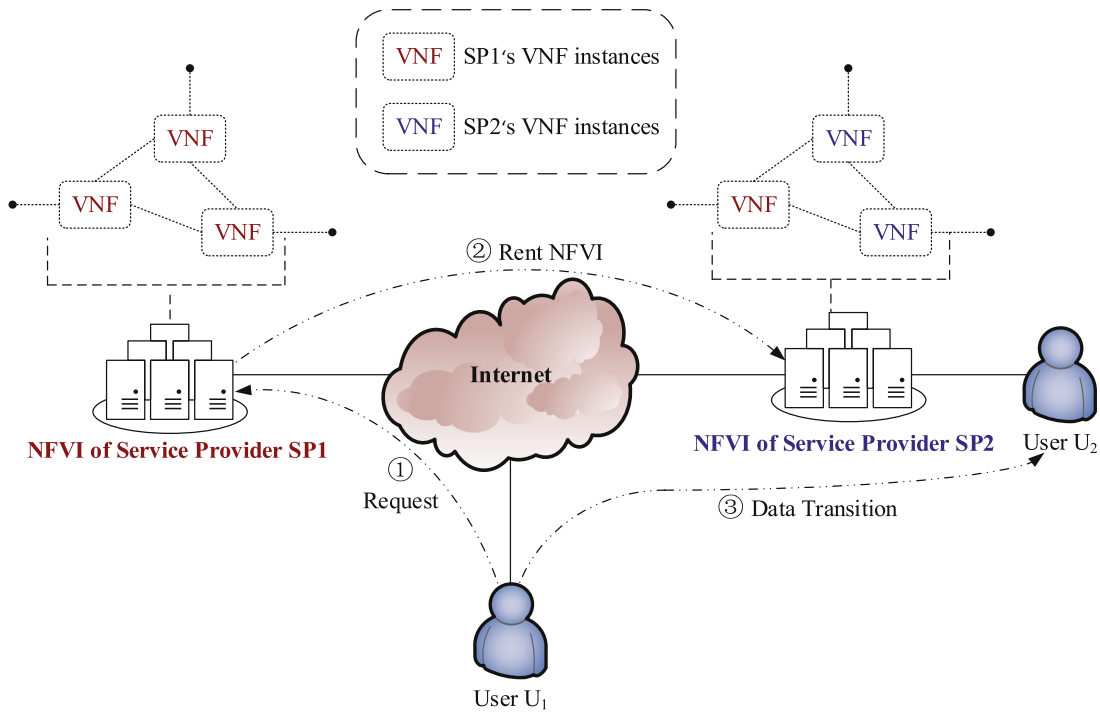 VNF SP1‘s VNF instances
VNF SP2‘s VNF instances
VNF
VNF
VNF
VNF
VNF
VNF
② Rent NFVI
Internet
NFVI of Service Provider SP1
NFVI of Service Provider SP2
User U₂
①
Request
③ Data Transition
User U₁